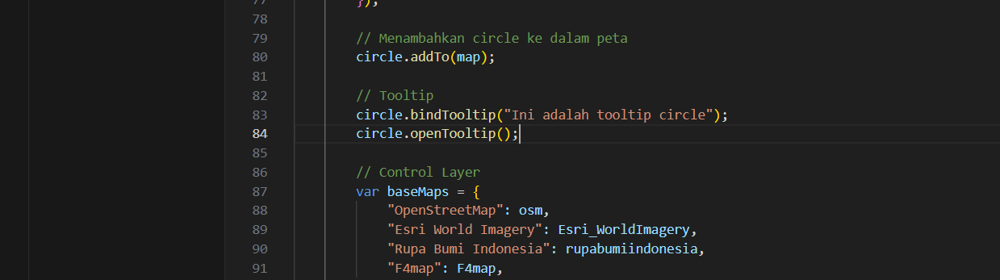 77 });
78
79 // Menambahkan circle ke dalam peta
80 circle.addTo(map);
81
82 // Tooltip
83 circle.bindTooltip("Ini adalah tooltip circle");
84 circle.openTooltip();
85
86 // Control Layer
87 var baseMaps = {
88 "OpenStreetMap": osm,
89 "Esri World Imagery": Esri_WorldImagery,
90 "Rupa Bumi Indonesia": rupabumiindonesia,
91 "F4map": F4map,